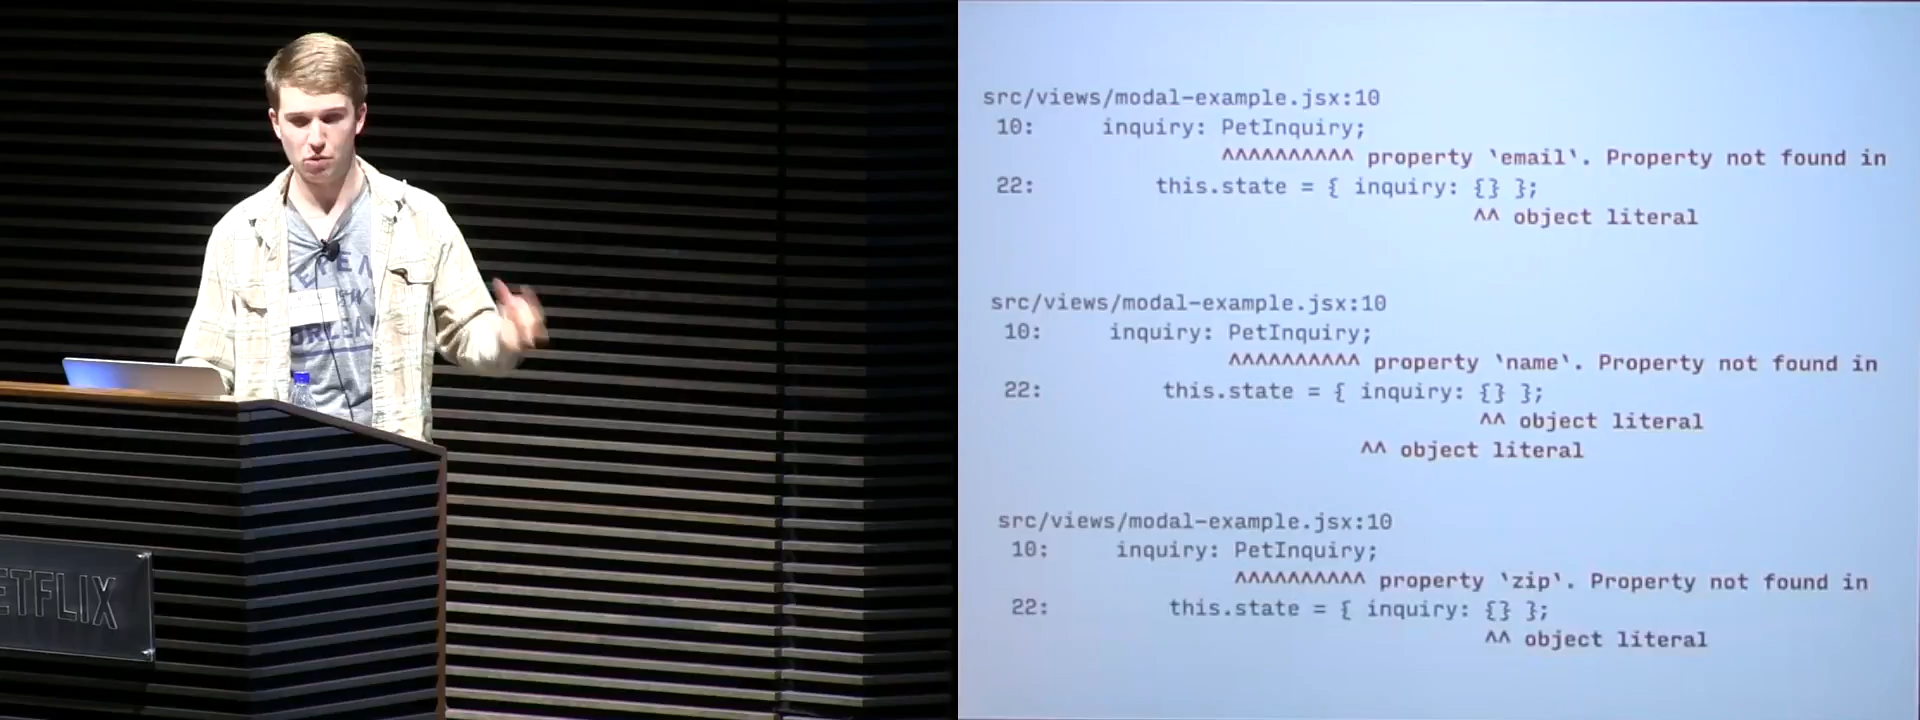 ETFLIX
src/views/modal-example.jsx:10
10: inquiry: PetInquiry;
^^^^^^^^^^ property `email`. Property not found in
22: this.state = { inquiry: {} };
^^ object literal
src/views/modal-example.jsx:10
10: inquiry: PetInquiry;
^^^^^^^^^^ property `name`. Property not found in
22: this.state = { inquiry: {} };
^^ object literal
^^ object literal
src/views/modal-example.jsx:10
10: inquiry: PetInquiry;
^^^^^^^^^^ property `zip`. Property not found in
22: this.state = { inquiry: {} };
^^ object literal